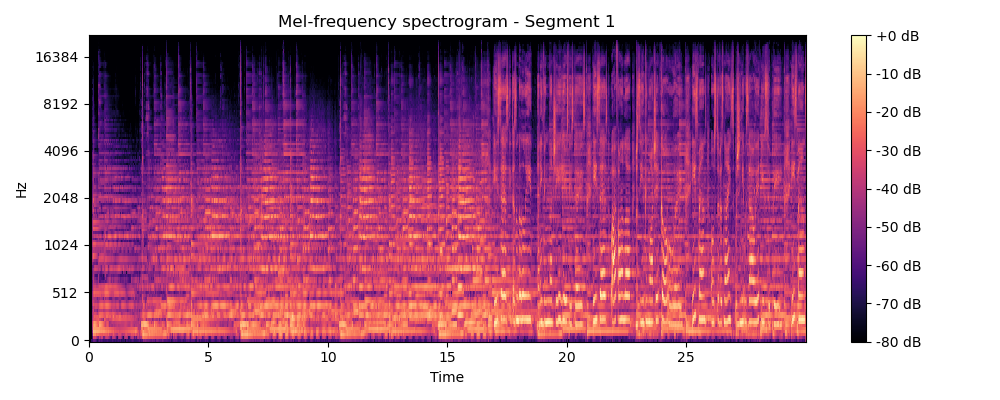 Mel-frequency spectrogram - Segment 1
Hz
16384
8192
4096
2048
1024
512
0
0 5 10 15 20 25
Time
+0 dB
-10 dB
-20 dB
-30 dB
-40 dB
-50 dB
-60 dB
-70 dB
-80 dB